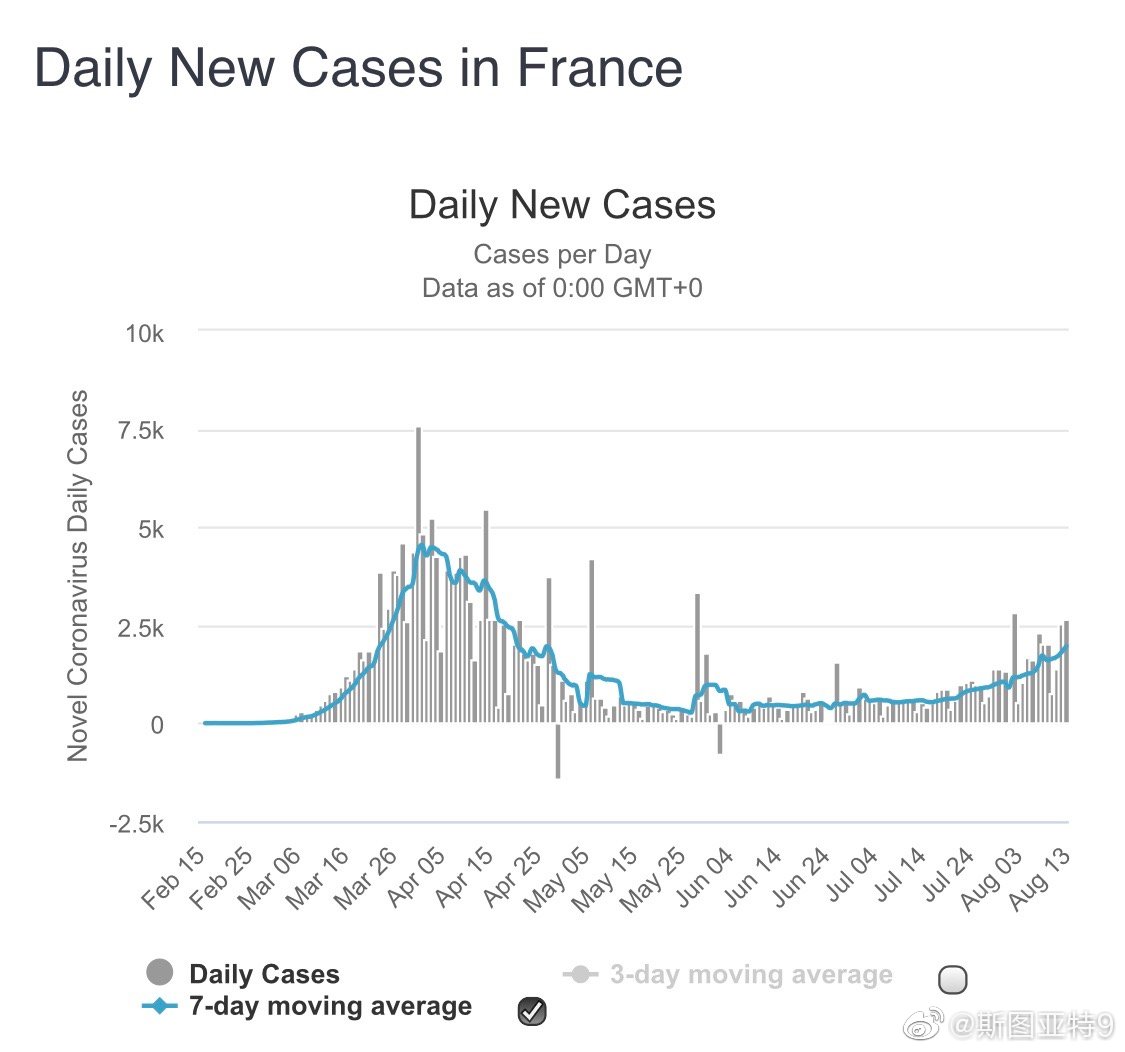 Daily New Cases in France
Daily New Cases
Cases per Day
Data as of 0:00 GMT+0
Novel Coronavirus Daily Cases
10k
7.5k
5k
2.5k
0
-2.5k
Feb 15
Feb 25
Mar 06
Mar 16
Mar 26
Apr 05
Apr 15
Apr 25
May 05
May 15
May 25
Jun 04
Jun 14
Jun 24
Jul 04
Jul 14
Jul 24
Aug 03
Aug 13
Daily Cases
3-day moving average
7-day moving average
@斯图亚特9